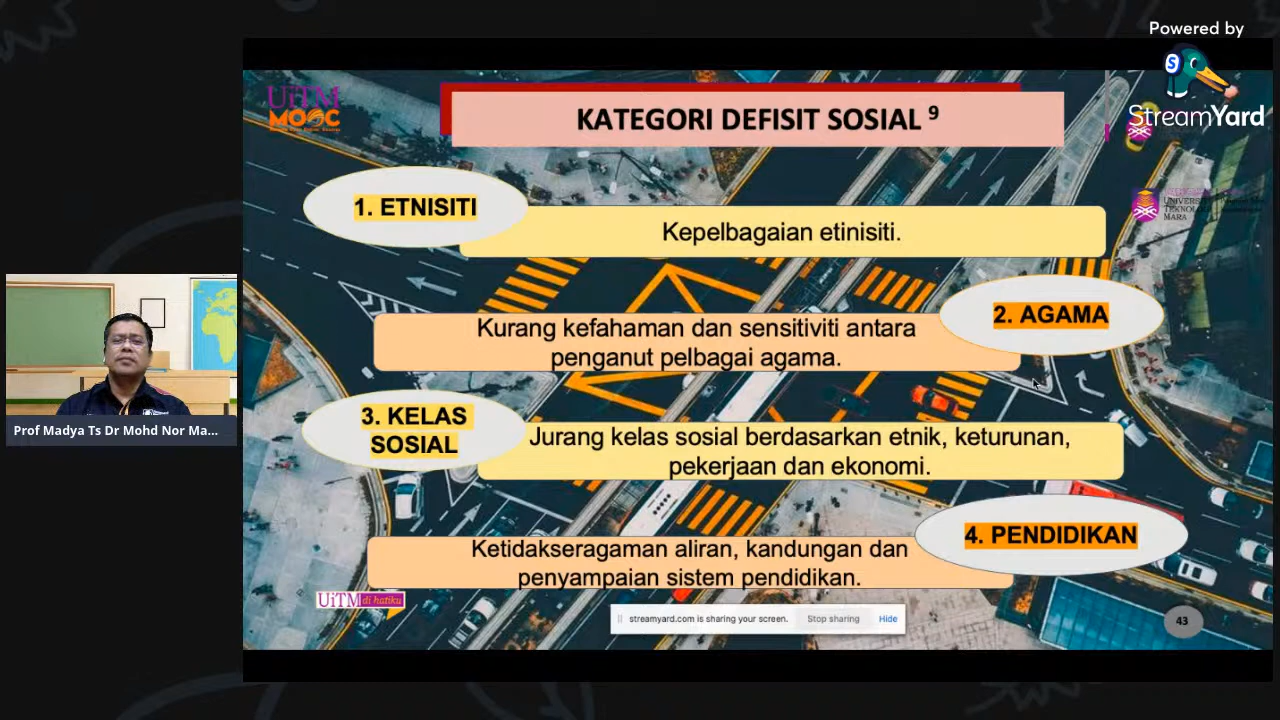 Powered by
StreamYard
UiTM
MOOC
KATEGORI DEFISIT SOSIAL 9
1. ETNISITI
Kepelbagaian etinisiti.
UNIVERSITI
TEKNOLOGI
MARA
2. AGAMA
Kurang kefahaman dan sensitiviti antara
penganut pelbagai agama.
3. KELAS
SOSIAL
Jurang kelas sosial berdasarkan etnik, keturunan,
pekerjaan dan ekonomi.
Prof Madya Ts Dr Mohd Nor Ma...
4. PENDIDIKAN
Ketidakseragaman aliran, kandungan dan
penyampaian sistem pendidikan.
UiTM di hatiku
streamyard.com is sharing your screen. Stop sharing Hide
43